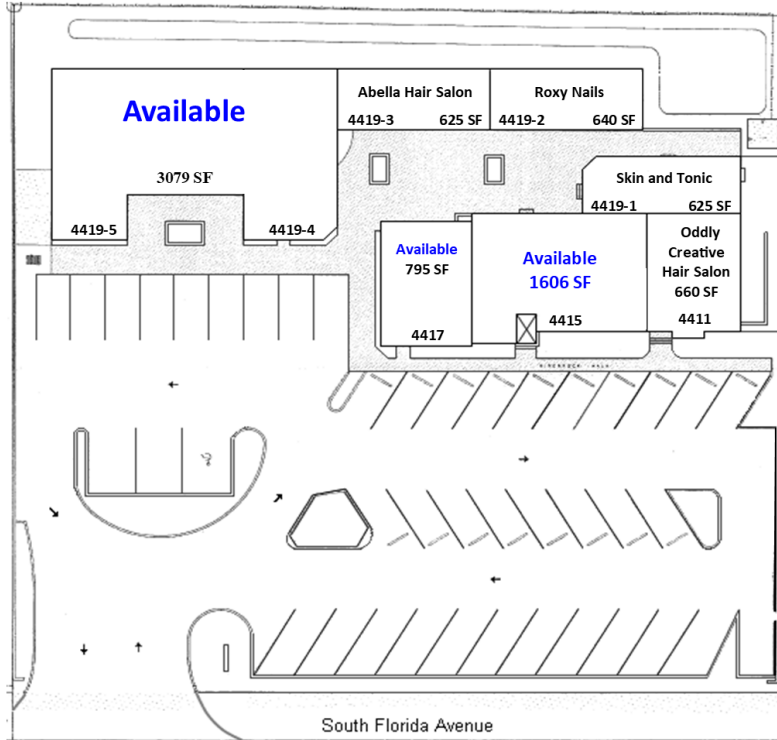 Available
3079 SF
4419-5
4419-4
Abella Hair Salon
4419-3 625 SF
Roxy Nails
4419-2 640 SF
Skin and Tonic
4419-1 625 SF
Available
795 SF
4417
Available
1606 SF
4415
Oddly
Creative
Hair Salon
660 SF
4411
South Florida Avenue